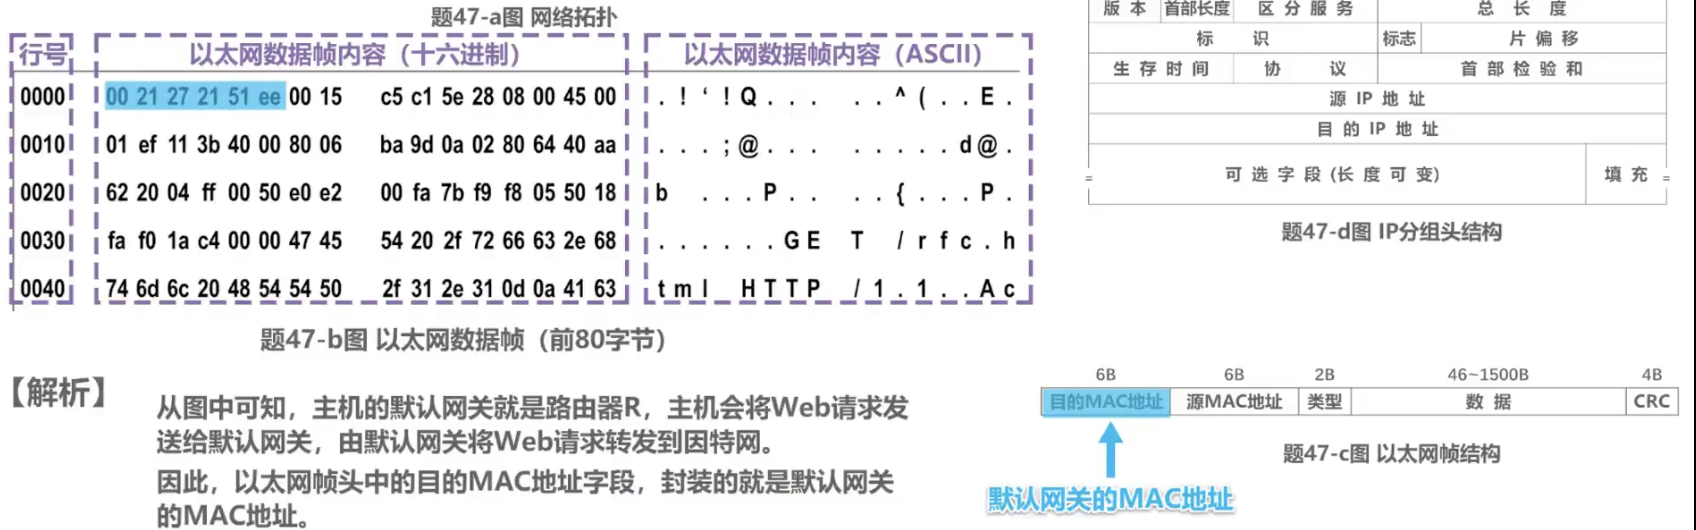 题47-a图 网络拓扑
行号 以太网数据帧内容（十六进制） 以太网数据帧内容（ASCII）
0000 00 21 27 21 51 ee 00 15 c5 c1 5e 28 08 00 45 00 . ! ‘ ! Q . . . . . ^ ( . . E .
0010 01 ef 11 3b 40 00 80 06 ba 9d 0a 02 80 64 40 aa . . . ; @ . . . . . . . . d @ .
0020 62 20 04 ff 00 50 e0 e2 00 fa 7b f9 f8 05 50 18 b . . . P . . . . { . . . P .
0030 fa f0 1a c4 00 00 47 45 54 20 2f 72 66 63 2e 68 . . . . . . G E T / r f c . h
0040 74 6d 6c 20 48 54 54 50 2f 31 2e 31 0d 0a 41 63 t m l H T T P / 1 . 1 . . A c
题47-b图 以太网数据帧（前80字节）
版 本 首部长度 区 分 服 务 总 长 度
标 识 标志 片 偏 移
生 存 时 间 协 议 首 部 检 验 和
源 IP 地 址
目 的 IP 地 址
可 选 字 段 (长 度 可 变) 填 充
题47-d图 IP分组头结构
【解析】
从图中可知，主机的默认网关就是路由器R，主机会将Web请求发
送给默认网关，由默认网关将Web请求转发到因特网。
因此，以太网帧头中的目的MAC地址字段，封装的就是默认网关
的MAC地址。
6B 6B 2B 46~1500B 4B
目的MAC地址 源MAC地址 类型 数 据 CRC
题47-c图 以太网帧结构
默认网关的MAC地址